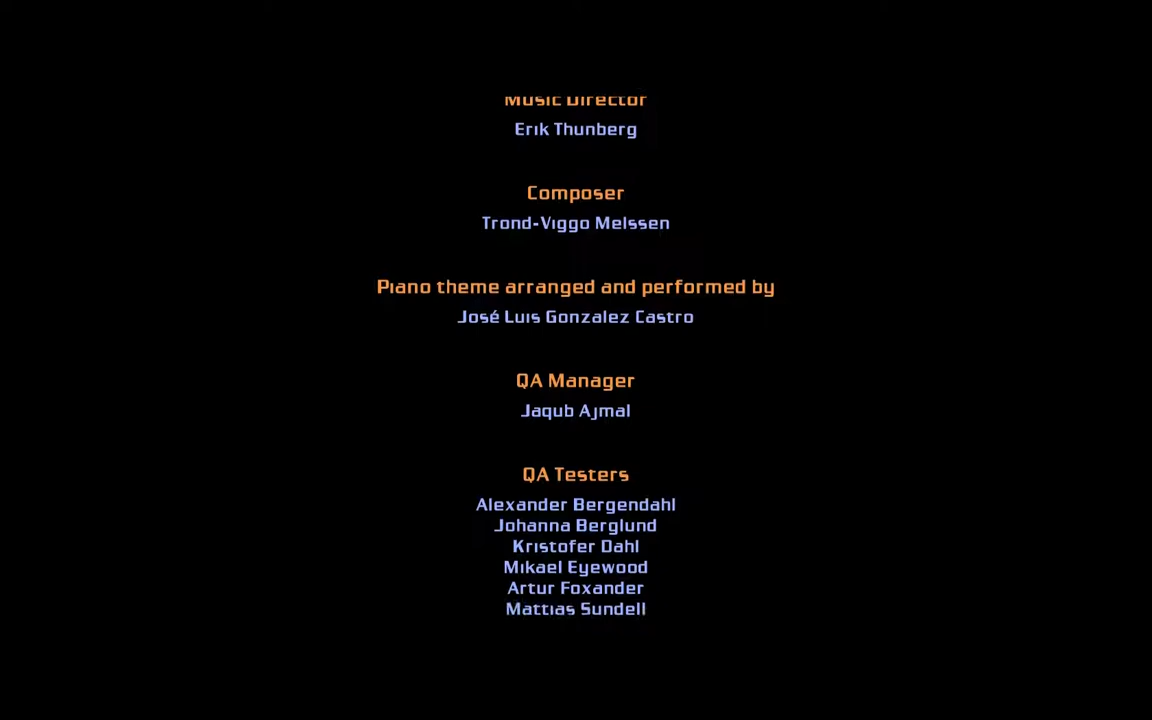 Music Director
Erik Thunberg
Composer
Trond-Viggo Melssen
Piano theme arranged and performed by
José Luis Gonzalez Castro
QA Manager
Jaqub Ajmal
QA Testers
Alexander Bergendahl
Johanna Berglund
Kristofer Dahl
Mikael Eyewood
Artur Foxander
Mattias Sundell